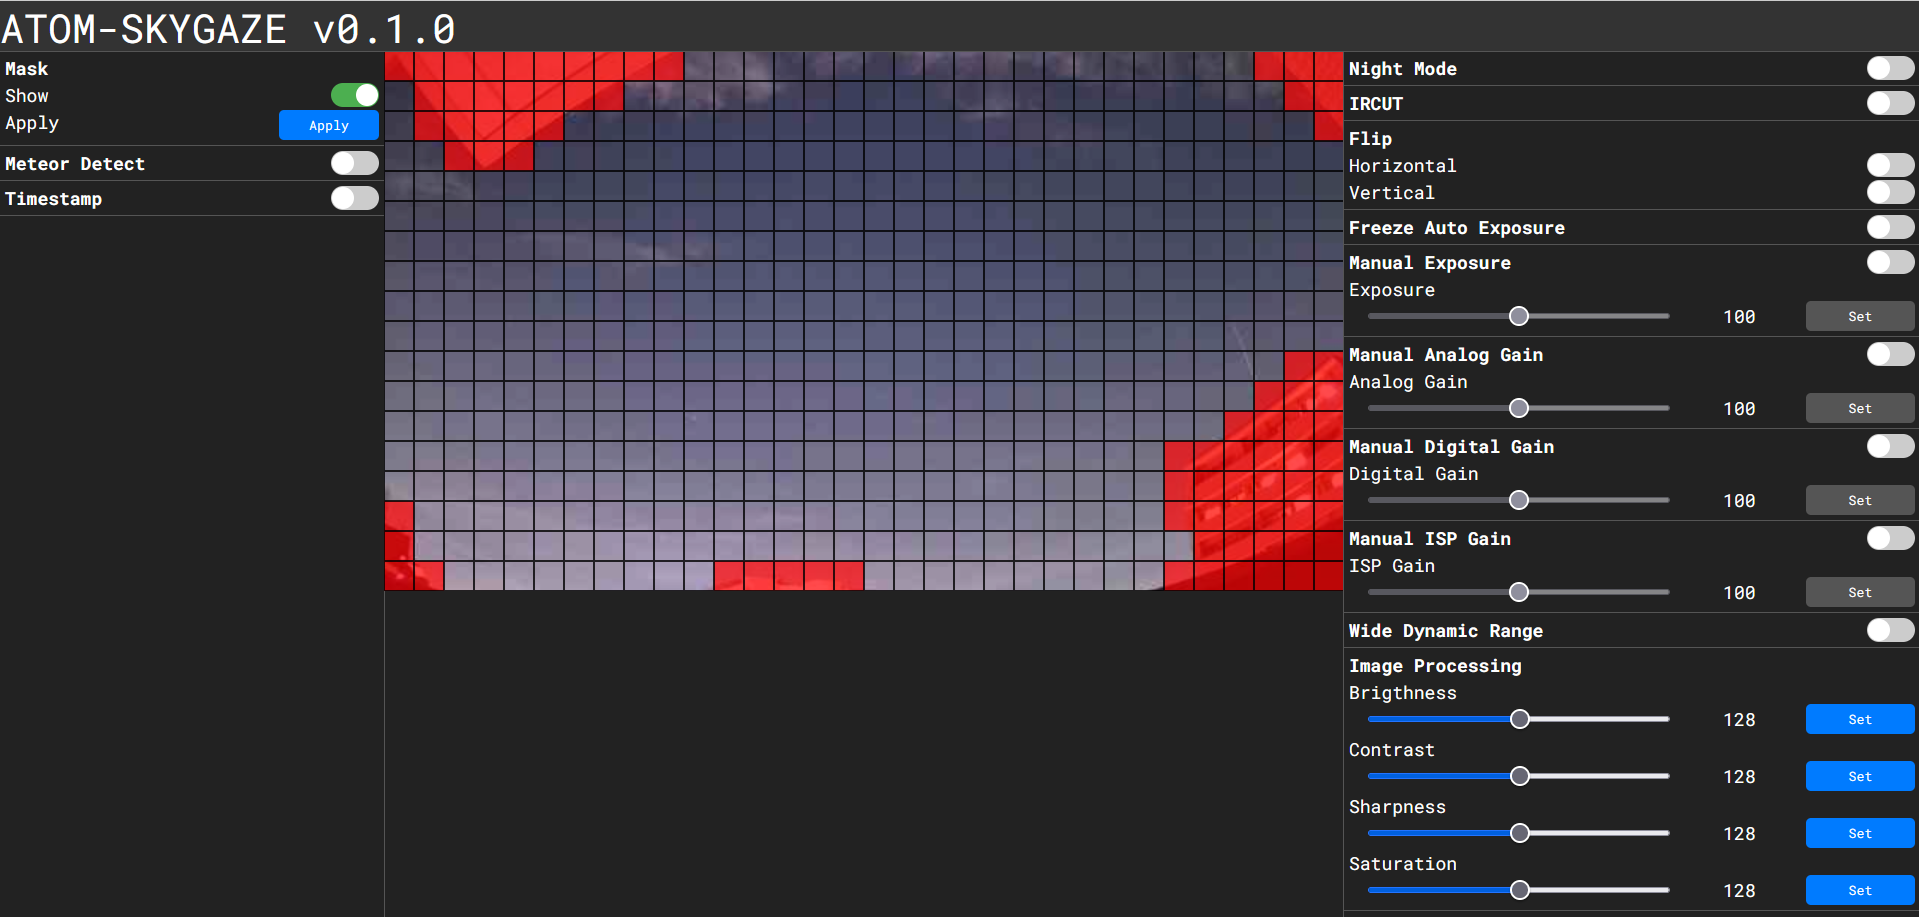 ATOM-SKYGAZE v0.1.0
Mask
Show
Apply Apply
Meteor Detect
Timestamp
Night Mode
IRCUT
Flip
Horizontal
Vertical
Freeze Auto Exposure
Manual Exposure
Exposure
100 Set
Manual Analog Gain
Analog Gain
100 Set
Manual Digital Gain
Digital Gain
100 Set
Manual ISP Gain
ISP Gain
100 Set
Wide Dynamic Range
Image Processing
Brigthness
128 Set
Contrast
128 Set
Sharpness
128 Set
Saturation
128 Set